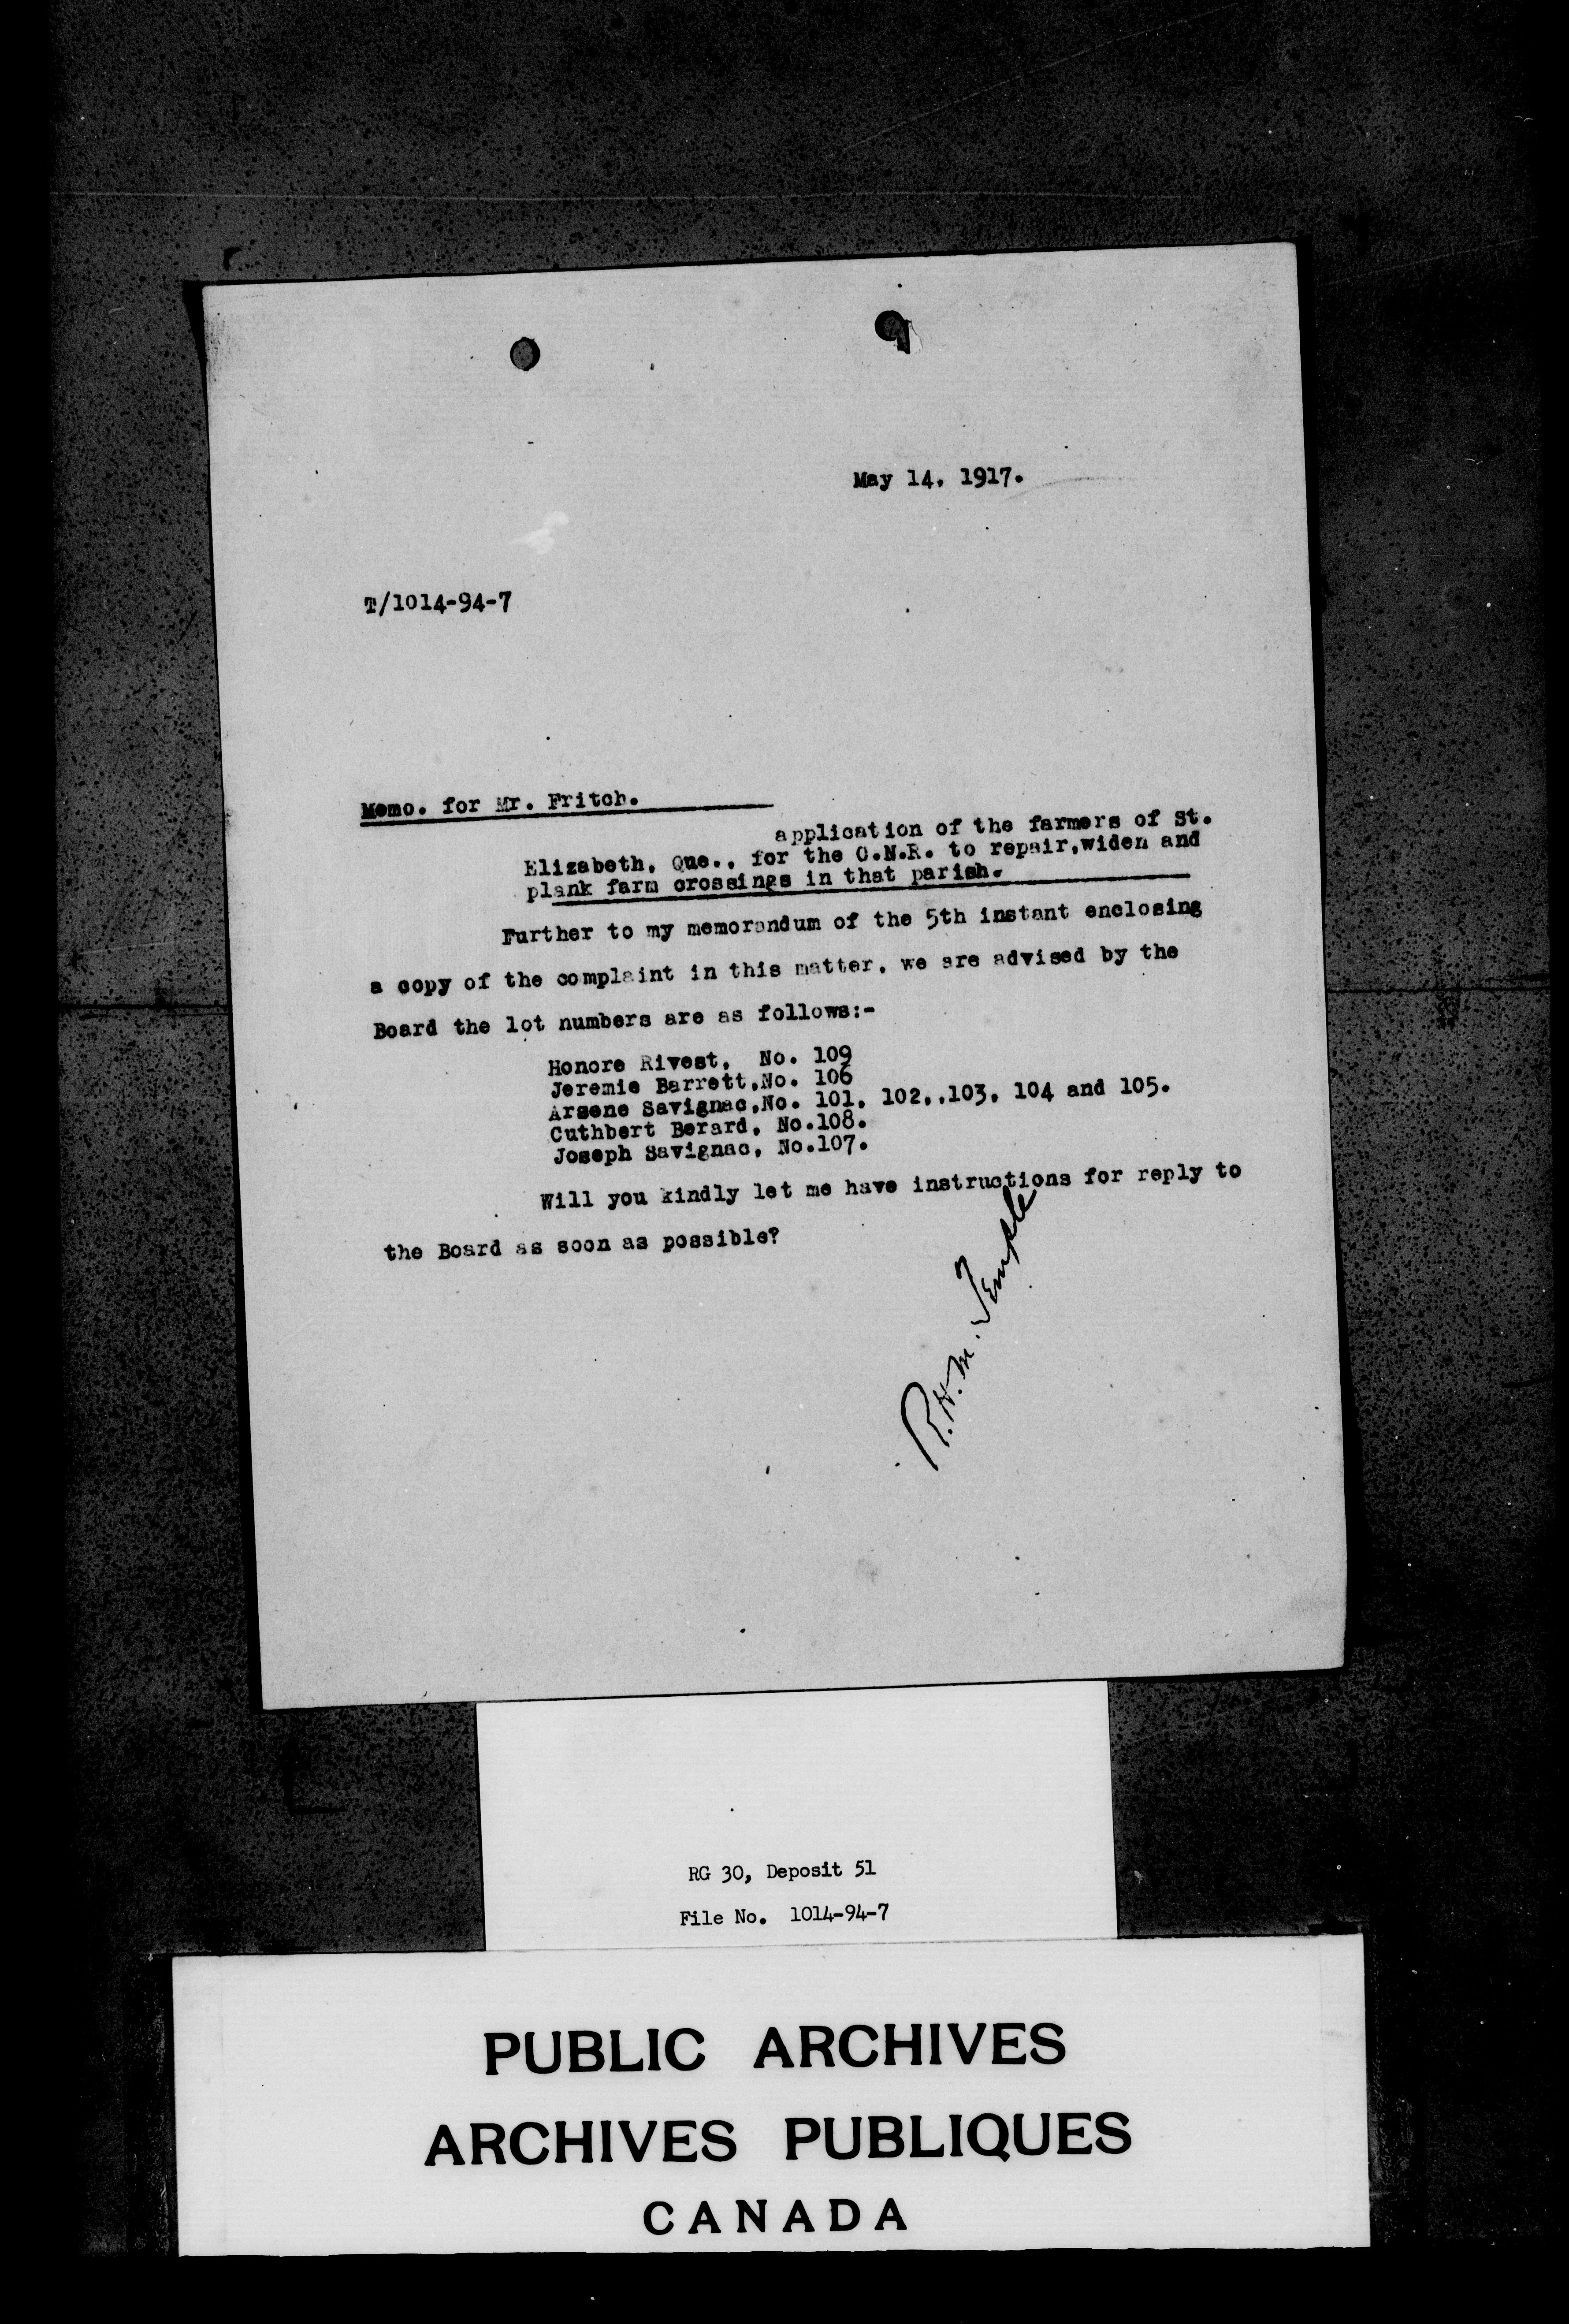 May 14, 1917.
T/1014-94-7
Memo. for Mr. Fritch.
application of the farmers of St.
Elizabeth, Que., for the C.N.R. to repair,widen and
plank farm crossings in that parish.
Further to my memorandum of the 5th instant enclosing
a copy of the complaint in this matter, we are advised by the
Board the lot numbers are as follows:-
Honore Rivest, No. 109
Jeremie Barrett,No. 106
Arsene Savignac,No. 101, 102,,103, 104 and 105.
Cuthbert Berard, No.108.
Joseph Savignac, No.107.
Will you kindly let me have instructions for reply to
the Board as soon as possible?
R.H.M. Temple
RG 30, Deposit 51
File No. 1014-94-7
PUBLIC ARCHIVES
ARCHIVES PUBLIQUES
CANADA